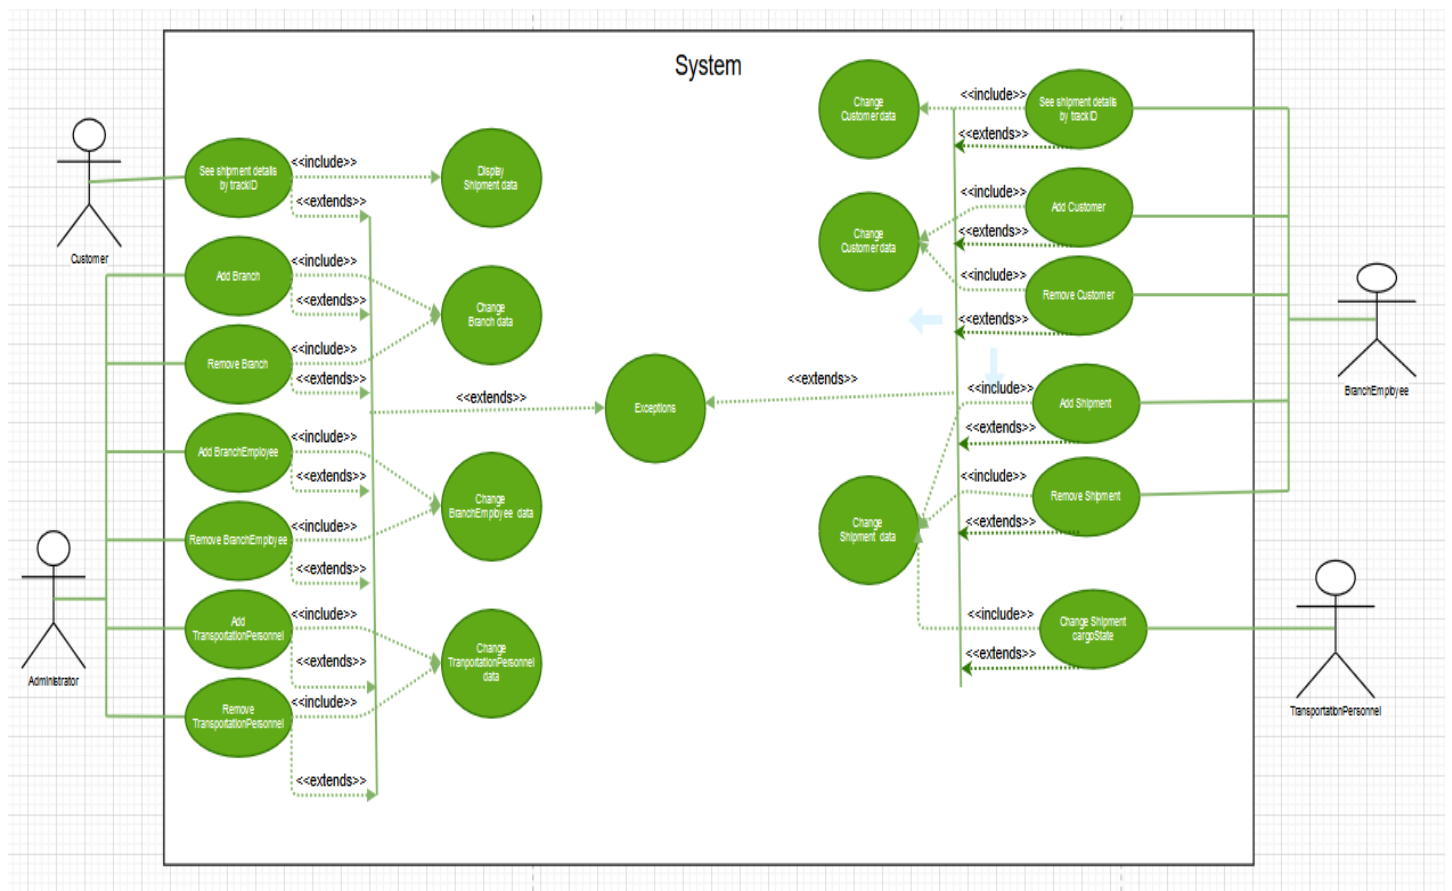 System
<<include>>
See shipment details
by trackID
Change
Customer data
<<extends>>
Customer
See shipment details
by trackID
<<include>>
Display
Shipment data
<<extends>>
<<include>>
Add Customer
Change
Customer data
<<extends>>
<<include>>
Remove Customer
<<extends>>
BranchEmployee
Add Branch
<<include>>
<<extends>>
Change
Branch data
Remove Branch
<<include>>
<<extends>>
<<extends>>
Exceptions
<<extends>>
<<include>>
Add Shipment
<<extends>>
Add BranchEmployee
<<include>>
<<extends>>
Change
BranchEmployee data
Remove BranchEmployee
<<include>>
<<extends>>
<<include>>
Remove Shipment
<<extends>>
Change
Shipment data
Administrator
Add
TransportationPersonnel
<<include>>
<<extends>>
Change
TranportationPersonnel
data
Remove
TransportationPersonnel
<<include>>
<<extends>>
<<include>>
Change Shipment
cargoState
<<extends>>
TransportationPersonnel